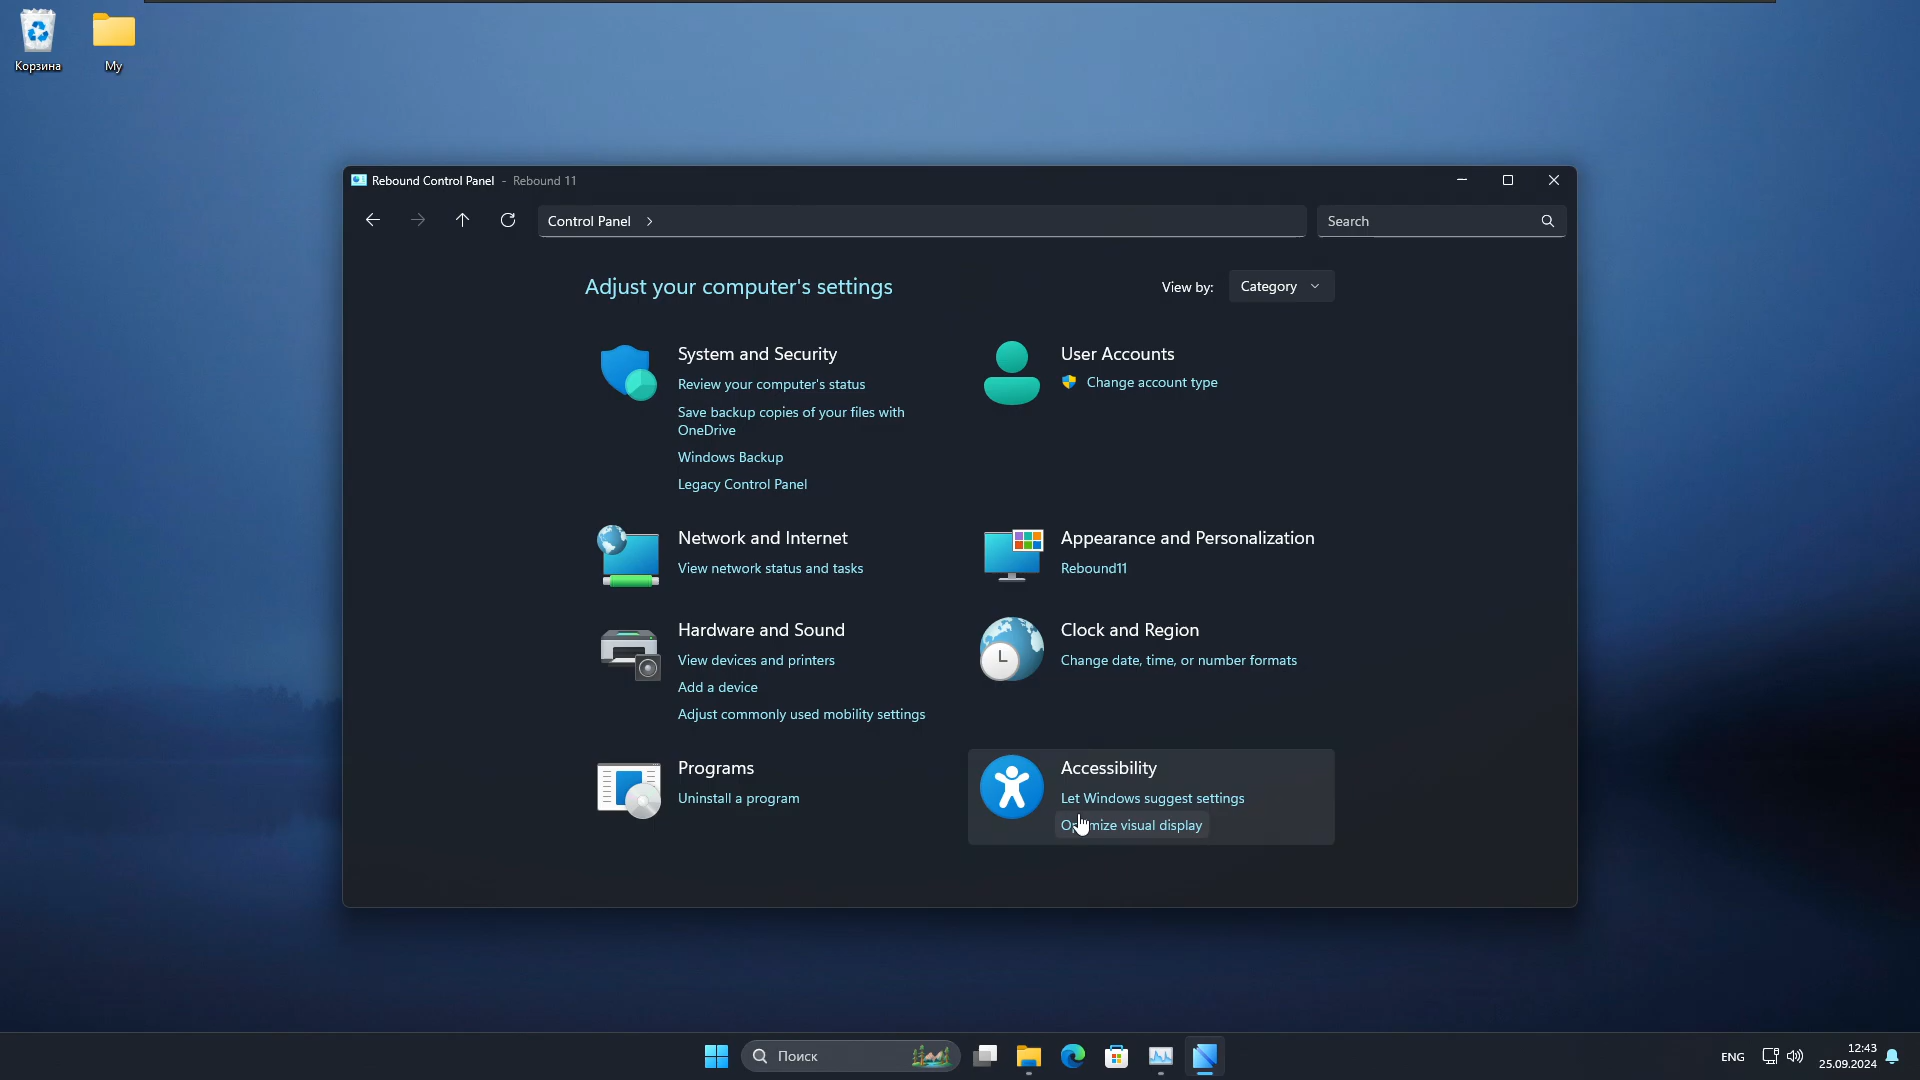 Корзина
My
Rebound Control Panel - Rebound 11
Control Panel
Search
Adjust your computer's settings
View by:
Category
System and Security
Review your computer's status
Save backup copies of your files with
OneDrive
Windows Backup
Legacy Control Panel
User Accounts
Change account type
Network and Internet
View network status and tasks
Appearance and Personalization
Rebound11
Hardware and Sound
View devices and printers
Add a device
Adjust commonly used mobility settings
Clock and Region
Change date, time, or number formats
Programs
Uninstall a program
Accessibility
Let Windows suggest settings
Optimize visual display
Поиск
ENG
12:43
25.09.2024